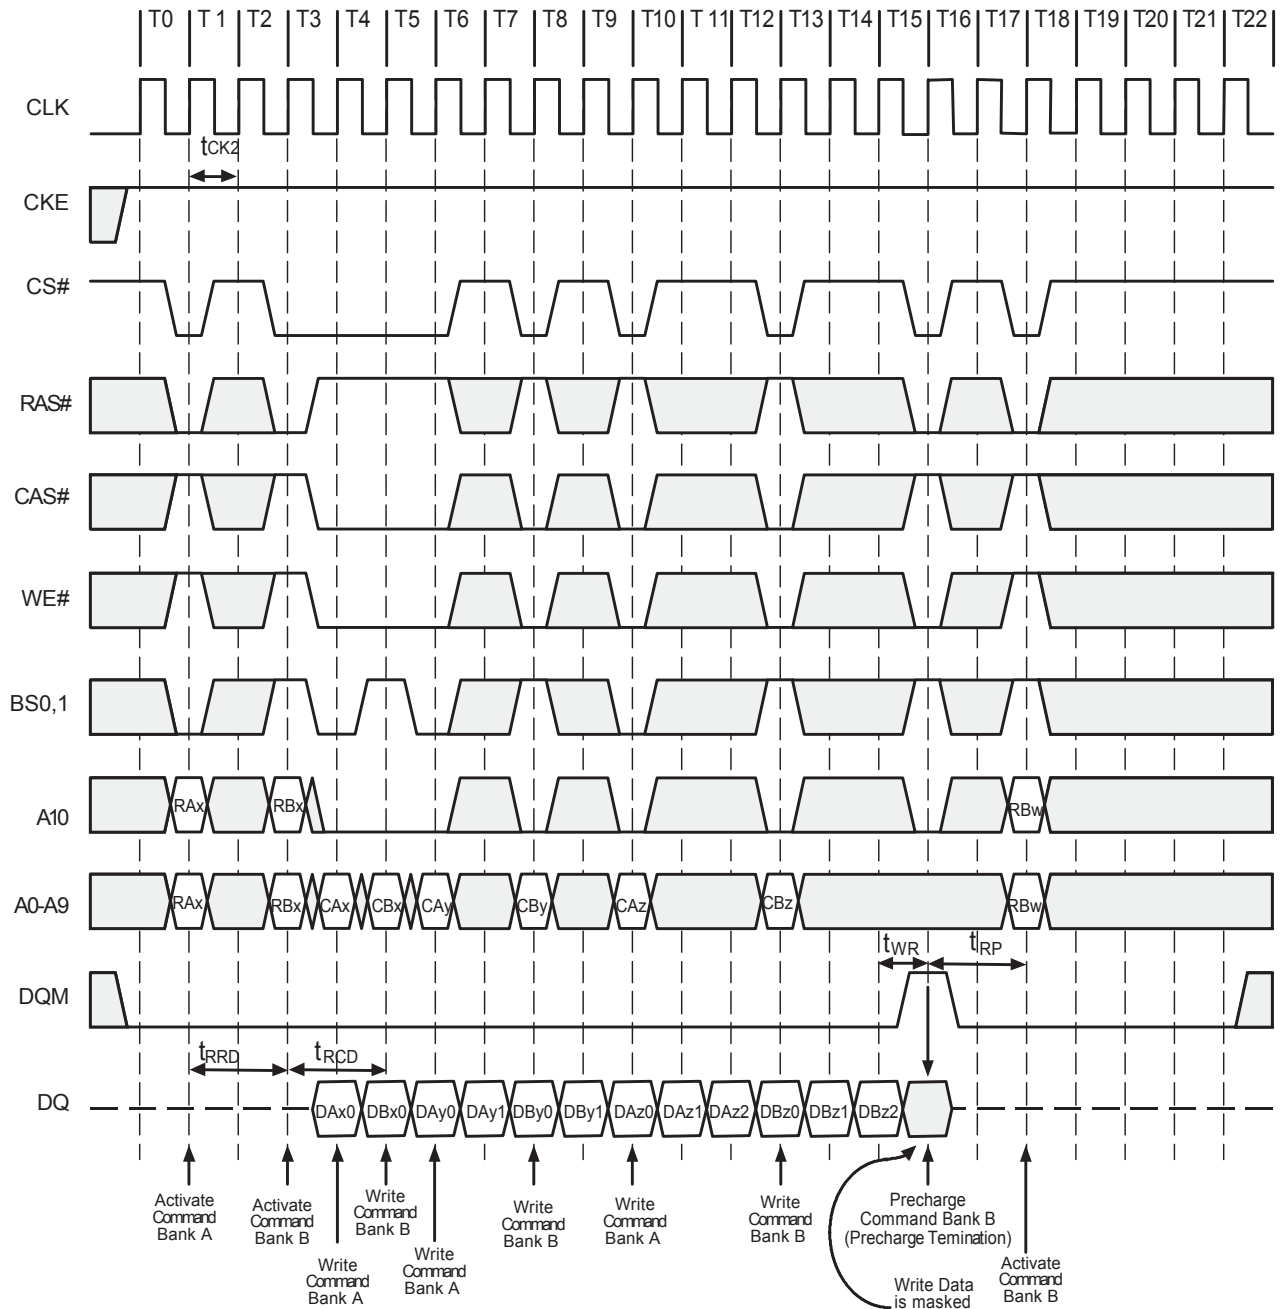 T0 T 1 T2 T3 T4 T5 T6 T7 T8 T9 T10 T 11 T12 T13 T14 T15 T16 T17 T18 T19 T20 T21 T22
CLK
tCK2
CKE
CS#
RAS#
CAS#
WE#
BS0,1
A10
RAx RBx RBw
A0-A9
RAx RBx CAx CBx CAy CBy CAz CBz RBw
tWR tRP
DQM
tRRD tRCD
DQ
DAx0 DBx0 DAy0 DAy1 DBy0 DBy1 DAz0 DAz1 DAz2 DBz0 DBz1 DBz2
Activate
Command
Bank A
Activate
Command
Bank B
Write
Command
Bank A
Write
Command
Bank B
Write
Command
Bank A
Write
Command
Bank B
Write
Command
Bank A
Write
Command
Bank B
Precharge
Command Bank B
(Precharge Temination)
Write Data
is masked
Activate
Command
Bank B